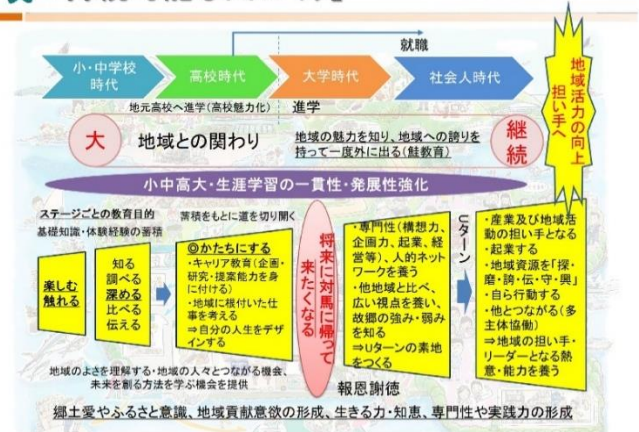 就職
小・中学校
時代
高校時代
大学時代
社会人時代
地域活力の向上
担い手へ
地元高校へ進学(高校魅力化)
進学
大
地域との関わり
地域の魅力を知り、地域への誇りを
持って一度外に出る(鮭教育)
継続
小中高大・生涯学習の一貫性・発展性強化
ステージごとの教育目的
基礎知識・体験経験の蓄積
蓄積をもとに道を切り開く
楽しむ
触れる
知る
調べる
深める
比べる
伝える
◎かたちにする
・キャリア教育(企画・
研究・提案能力を身
に付ける)
・地域に根付いた仕
事を考える
⇒自分の人生をデザ
インする
将来に対馬に帰って
来たくなる
・専門性(構想力、
企画力、起業、経
営等)、人的ネット
ワークを養う
・他地域と比べ、
広い視点を養い、
故郷の強み・弱み
を知る
⇒Uターンの素地
をつくる
Uターン
・産業及び地域活
動の担い手となる
・起業する
・地域資源を「探・
磨・誇・伝・守・興」
・自ら行動する
・他とつながる(多
主体協働)
⇒地域の担い手・
リーダーとなる熱
意・能力を養う
地域のよさを理解する・地域の人々とつながる機会、
未来を創る方法を学ぶ機会を提供
報恩謝徳
郷土愛やふるさと意識、地域貢献意欲の形成、生きる力・知恵、専門性や実践力の形成